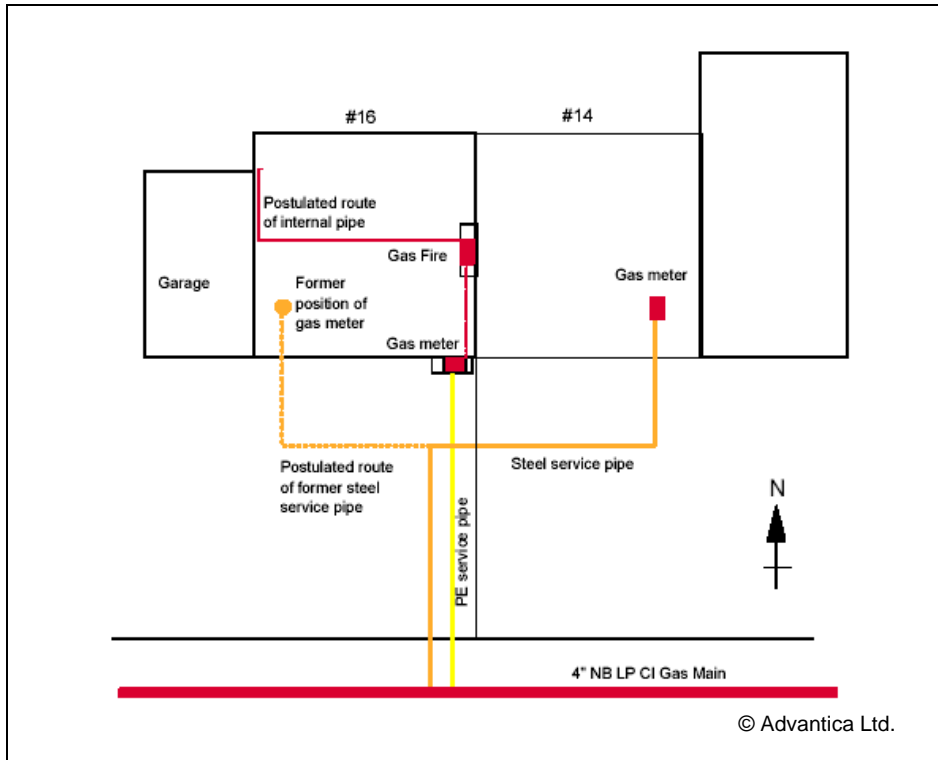 #16
#14
Postulated route
of internal pipe
Gas Fire
Garage
Former
position of
gas meter
Gas meter
Gas meter
Postulated route
of former steel
service pipe
Steel service pipe
PE service pipe
N
4" NB LP CI Gas Main
© Advantica Ltd.